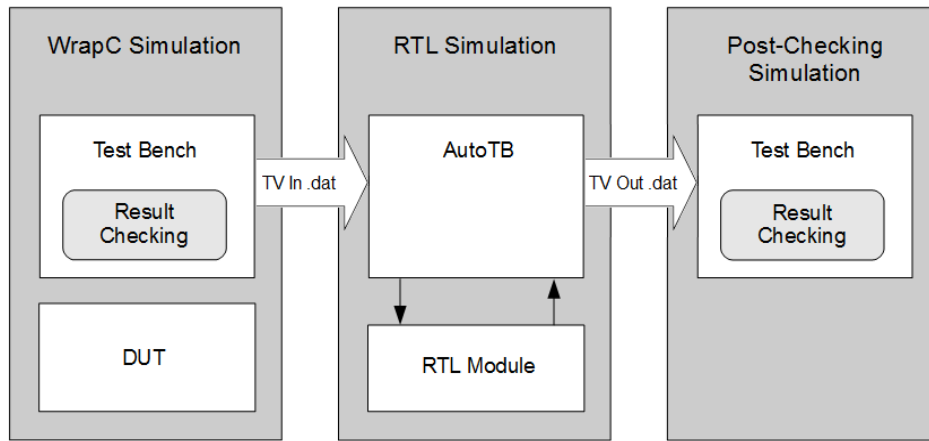 WrapC Simulation
Test Bench
Result
Checking
DUT
TV In .dat
RTL Simulation
AutoTB
RTL Module
TV Out .dat
Post-Checking
Simulation
Test Bench
Result
Checking